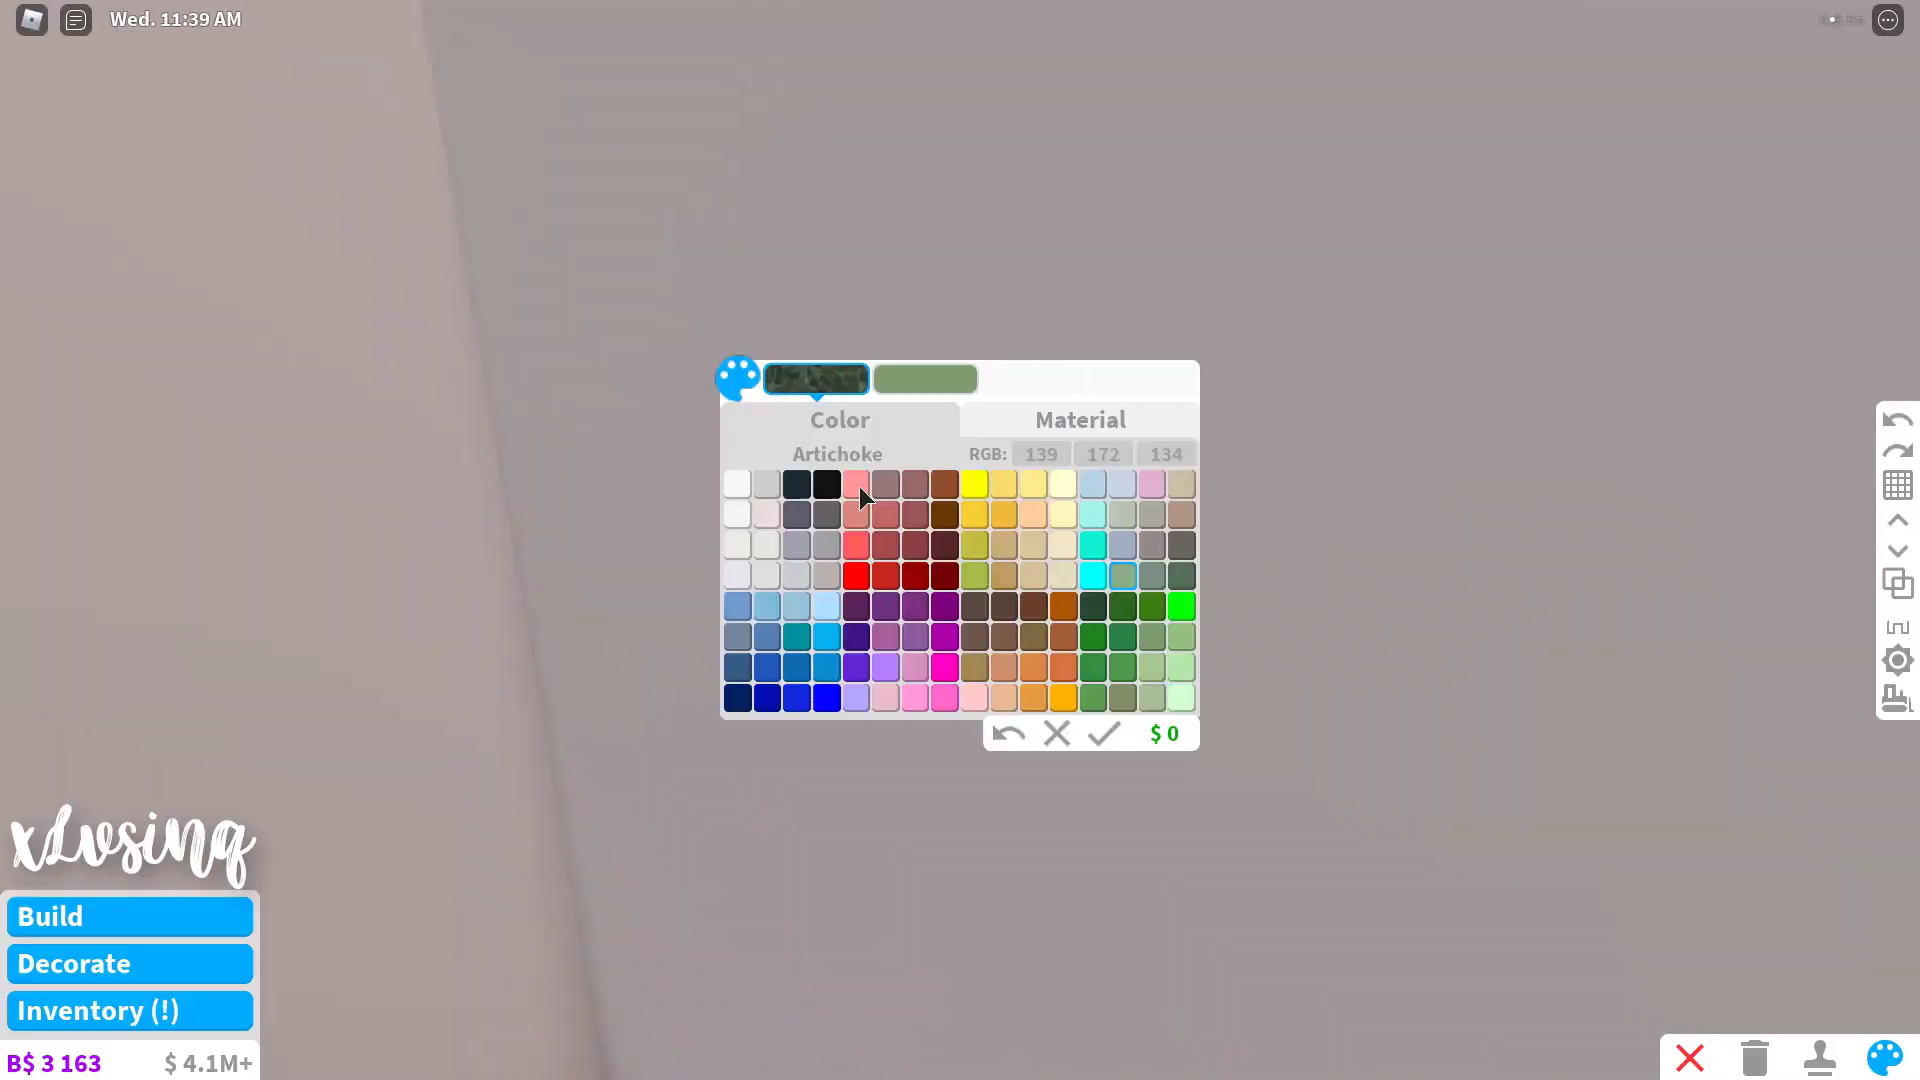 Wed. 11:39 AM
Color
Material
Artichoke
RGB: 139 172 134
$ 0
xLvsinq
Build
Decorate
Inventory (!)
B$ 3 163
$ 4.1M+